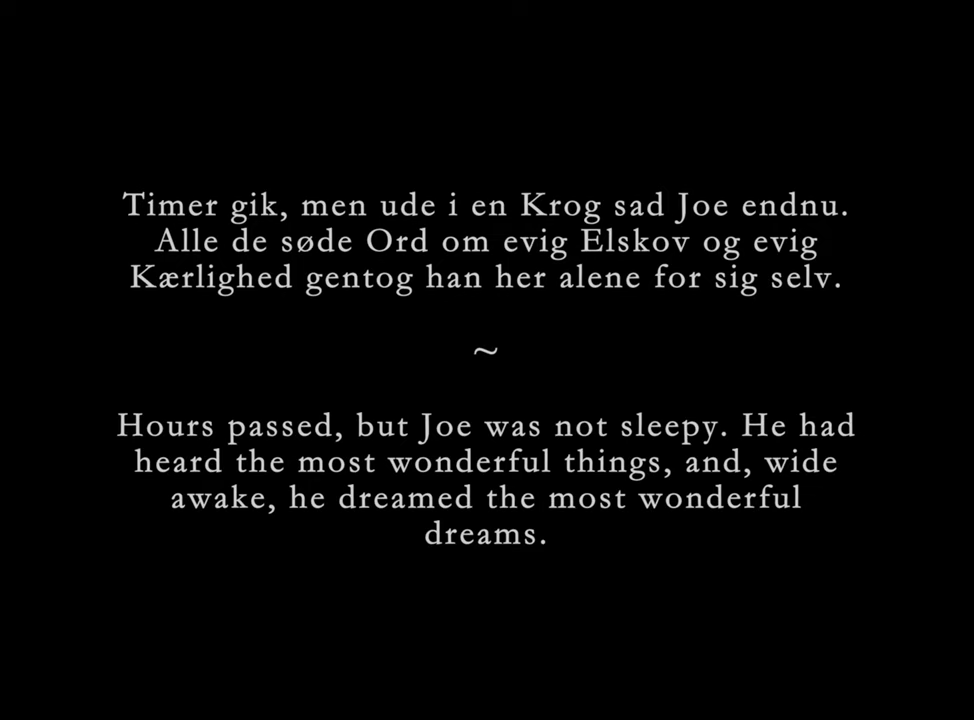 Timer gik, men ude i en Krog sad Joe endnu.
Alle de søde Ord om evig Elskov og evig
Kærlighed gentog han her alene for sig selv.
~
Hours passed, but Joe was not sleepy. He had
heard the most wonderful things, and, wide
awake, he dreamed the most wonderful
dreams.